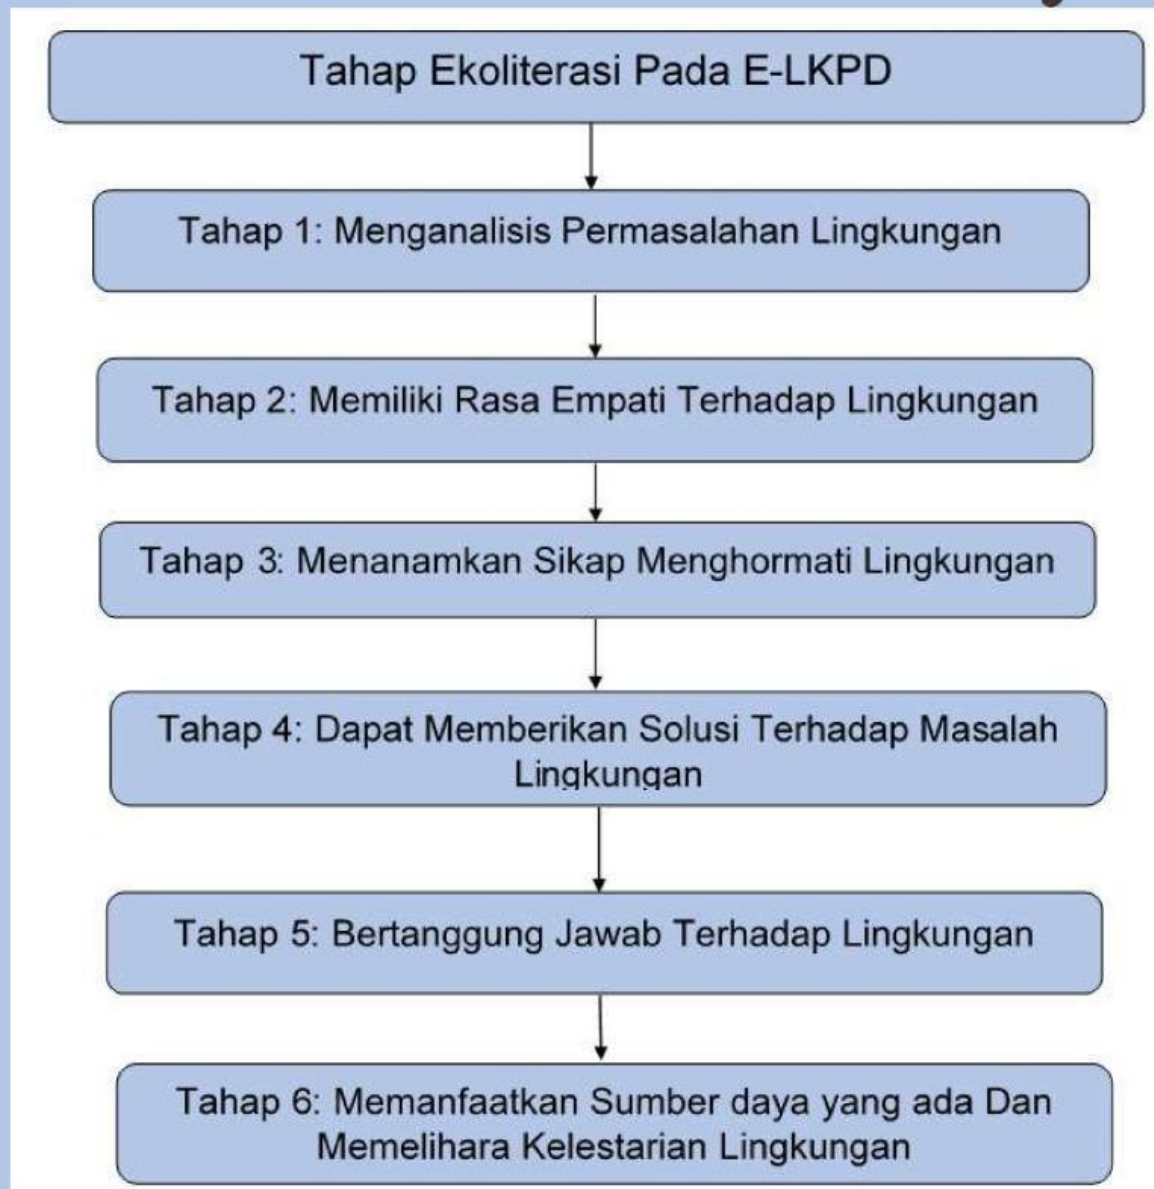 Tahap Ekoliterasi Pada E-LKPD
Tahap 1: Menganalisis Permasalahan Lingkungan
Tahap 2: Memiliki Rasa Empati Terhadap Lingkungan
Tahap 3: Menanamkan Sikap Menghormati Lingkungan
Tahap 4: Dapat Memberikan Solusi Terhadap Masalah
Lingkungan
Tahap 5: Bertanggung Jawab Terhadap Lingkungan
Tahap 6: Memanfaatkan Sumber daya yang ada Dan
Memelihara Kelestarian Lingkungan